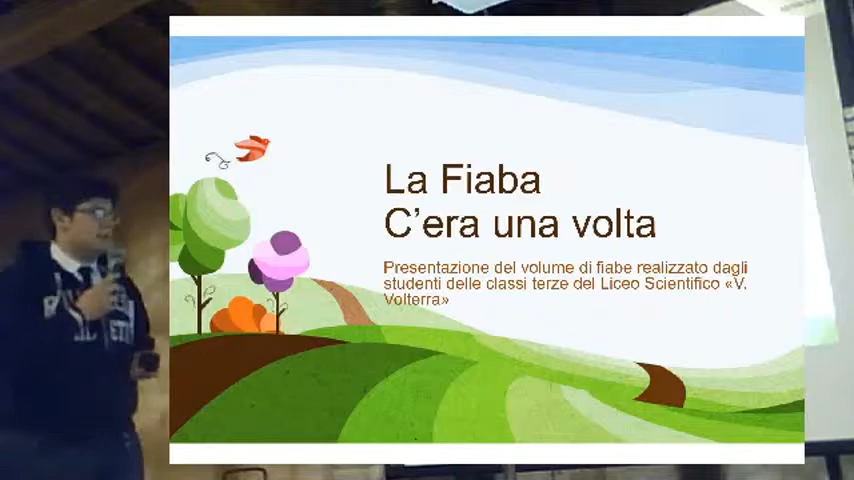 La Fiaba
C'era una volta
Presentazione del volume di fiabe realizzato dagli
studenti delle classi terze del Liceo Scientifico «V.
Volterra»